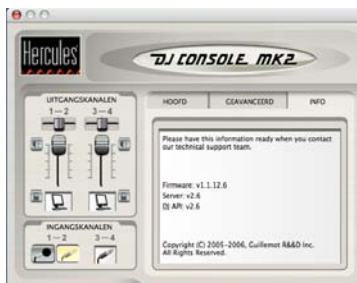 Hercules
DJ CONSOLE MK2
UITGANGSKANALEN
1—2 3—4
HOOFD GEAVANCEERD INFO
Please have this information ready when you contact
our technical support team.
Firmware: v1.1.12.6
Server: v2.6
DJ API: v2.6
Copyright (C) 2005-2006, Guillemot R&D Inc.
All Rights Reserved.
INGANGSKANALEN
1—2 3—4